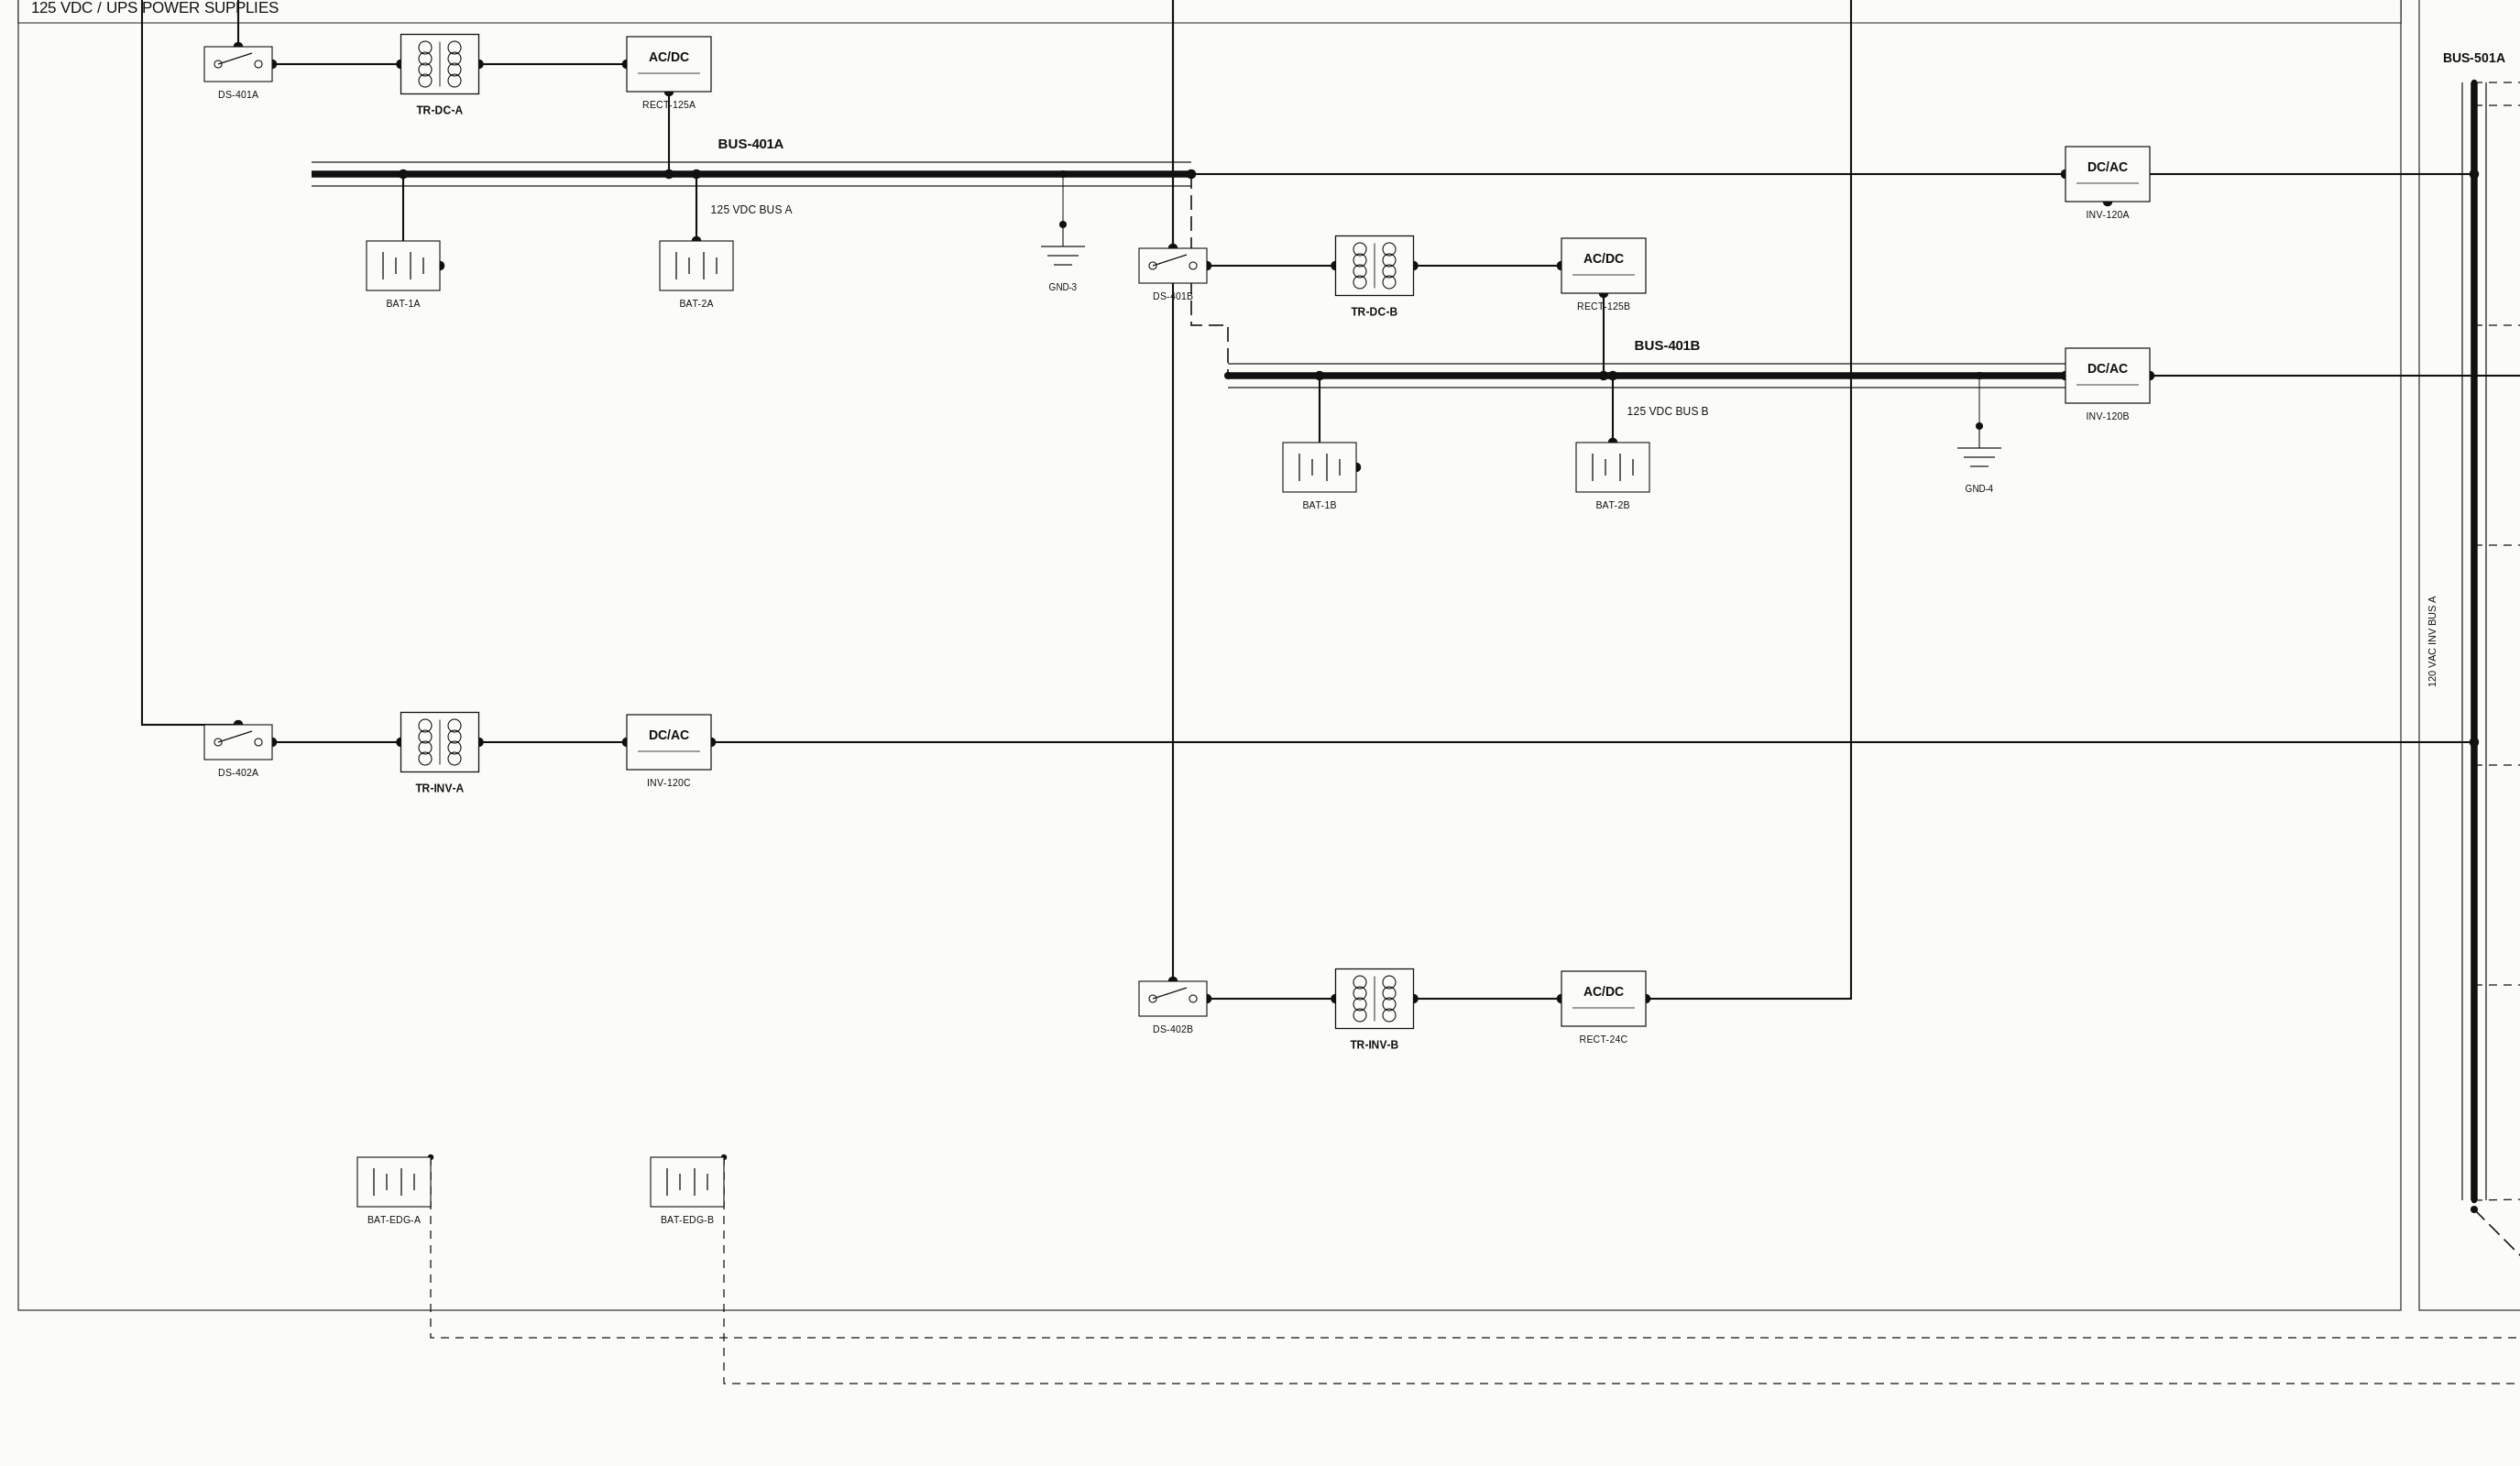 125 VDC / UPS POWER SUPPLIES
AC/DC
BUS-501A
DS-401A
RECT-125A
TR-DC-A
BUS-401A
DC/AC
125 VDC BUS A
INV-120A
AC/DC
GND-3
DS-401B
BAT-1A
BAT-2A
RECT-125B
TR-DC-B
BUS-401B
DC/AC
125 VDC BUS B
INV-120B
GND-4
BAT-1B
BAT-2B
120 VAC INV BUS A
DC/AC
DS-402A
INV-120C
TR-INV-A
AC/DC
DS-402B
RECT-24C
TR-INV-B
BAT-EDG-A
BAT-EDG-B